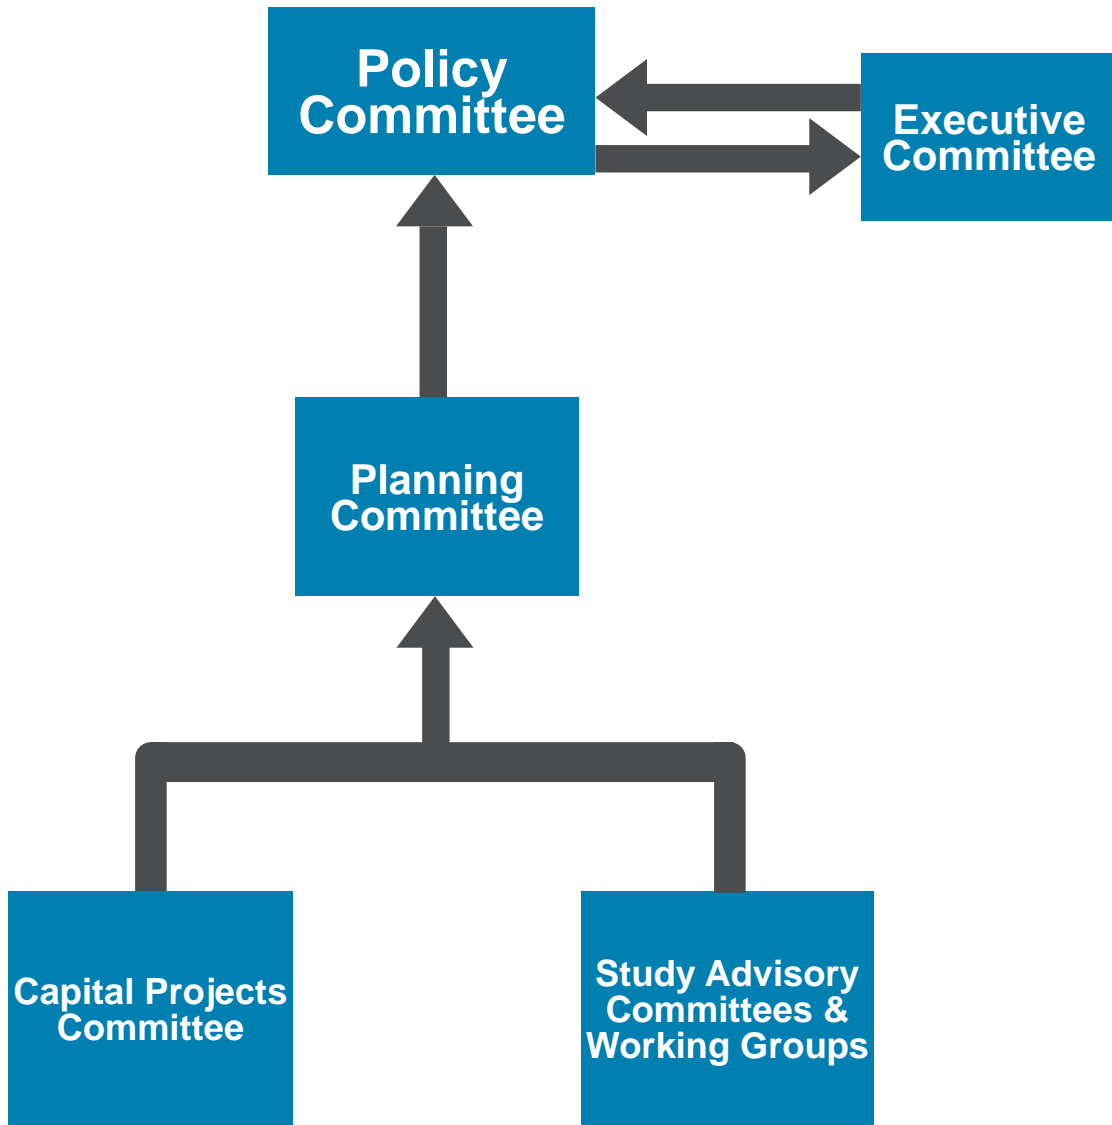 Policy
Committee
Executive
Committee
Planning
Committee
Capital Projects
Committee
Study Advisory
Committees &
Working Groups